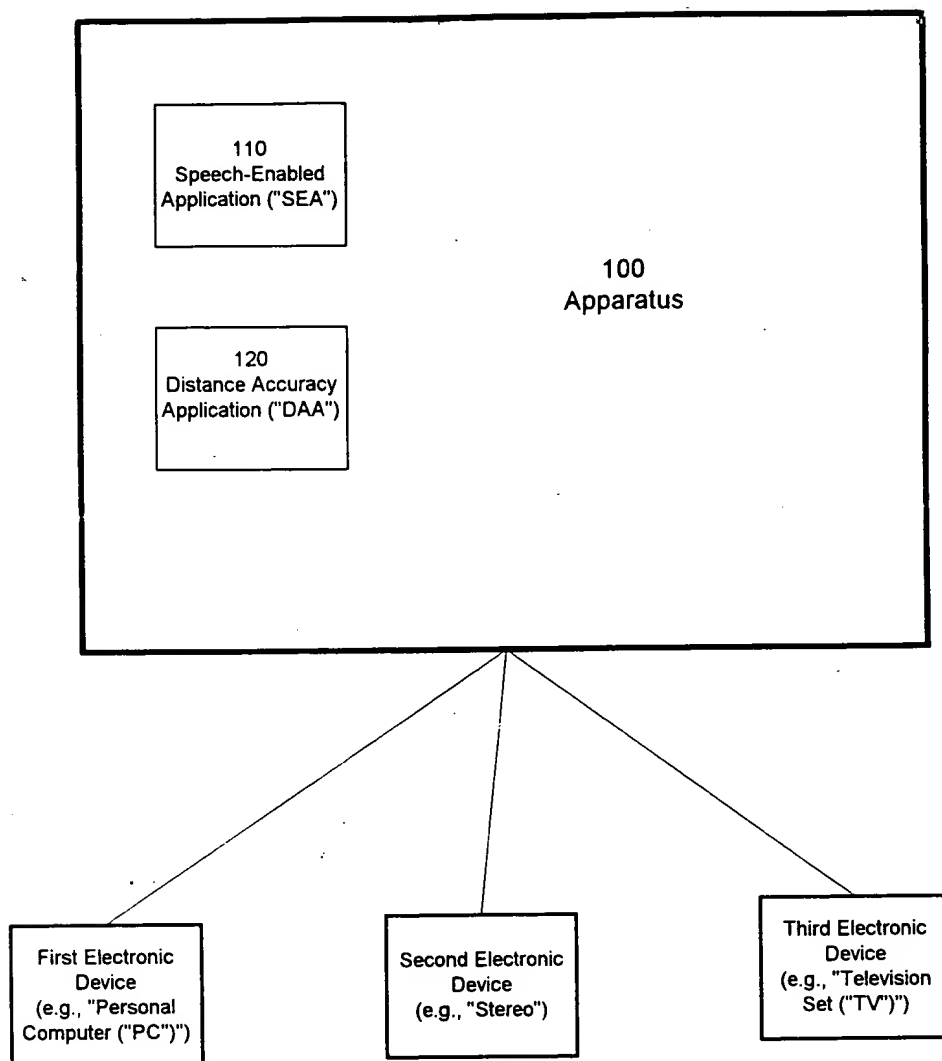 110
Speech-Enabled
Application ("SEA")
100
Apparatus
120
Distance Accuracy
Application ("DAA")
First Electronic
Device
(e.g., "Personal
Computer ("PC")")
Second Electronic
Device
(e.g., "Stereo")
Third Electronic
Device
(e.g., "Television
Set ("TV")")